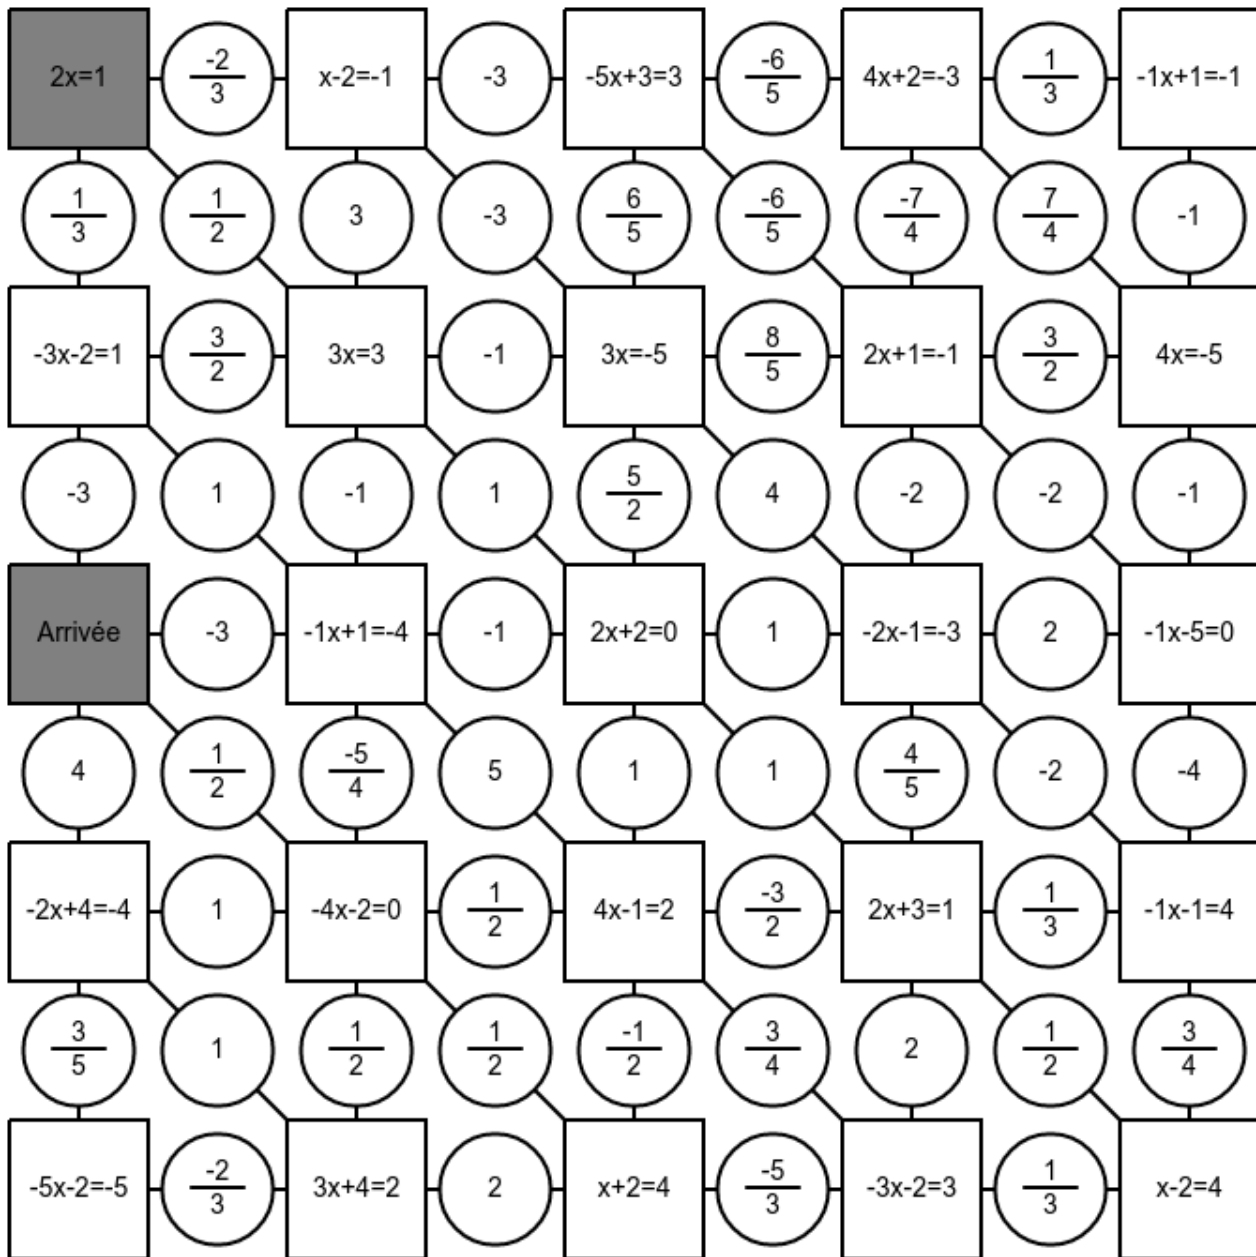 2x=1 -2/3 x-2=-1 -3 -5x+3=3 -6/5 4x+2=-3 1/3 -1x+1=-1
1/3 1/2 3 -3 6/5 -6/5 -7/4 7/4 -1
-3x-2=1 3/2 3x=3 -1 3x=-5 8/5 2x+1=-1 3/2 4x=-5
-3 1 -1 1 5/2 4 -2 -2 -1
Arrivée -3 -1x+1=-4 -1 2x+2=0 1 -2x-1=-3 2 -1x-5=0
4 1/2 -5/4 5 1 1 4/5 -2 -4
-2x+4=-4 1 -4x-2=0 1/2 4x-1=2 -3/2 2x+3=1 1/3 -1x-1=4
3/5 1 1/2 1/2 -1/2 3/4 2 1/2 3/4
-5x-2=-5 -2/3 3x+4=2 2 x+2=4 -5/3 -3x-2=3 1/3 x-2=4